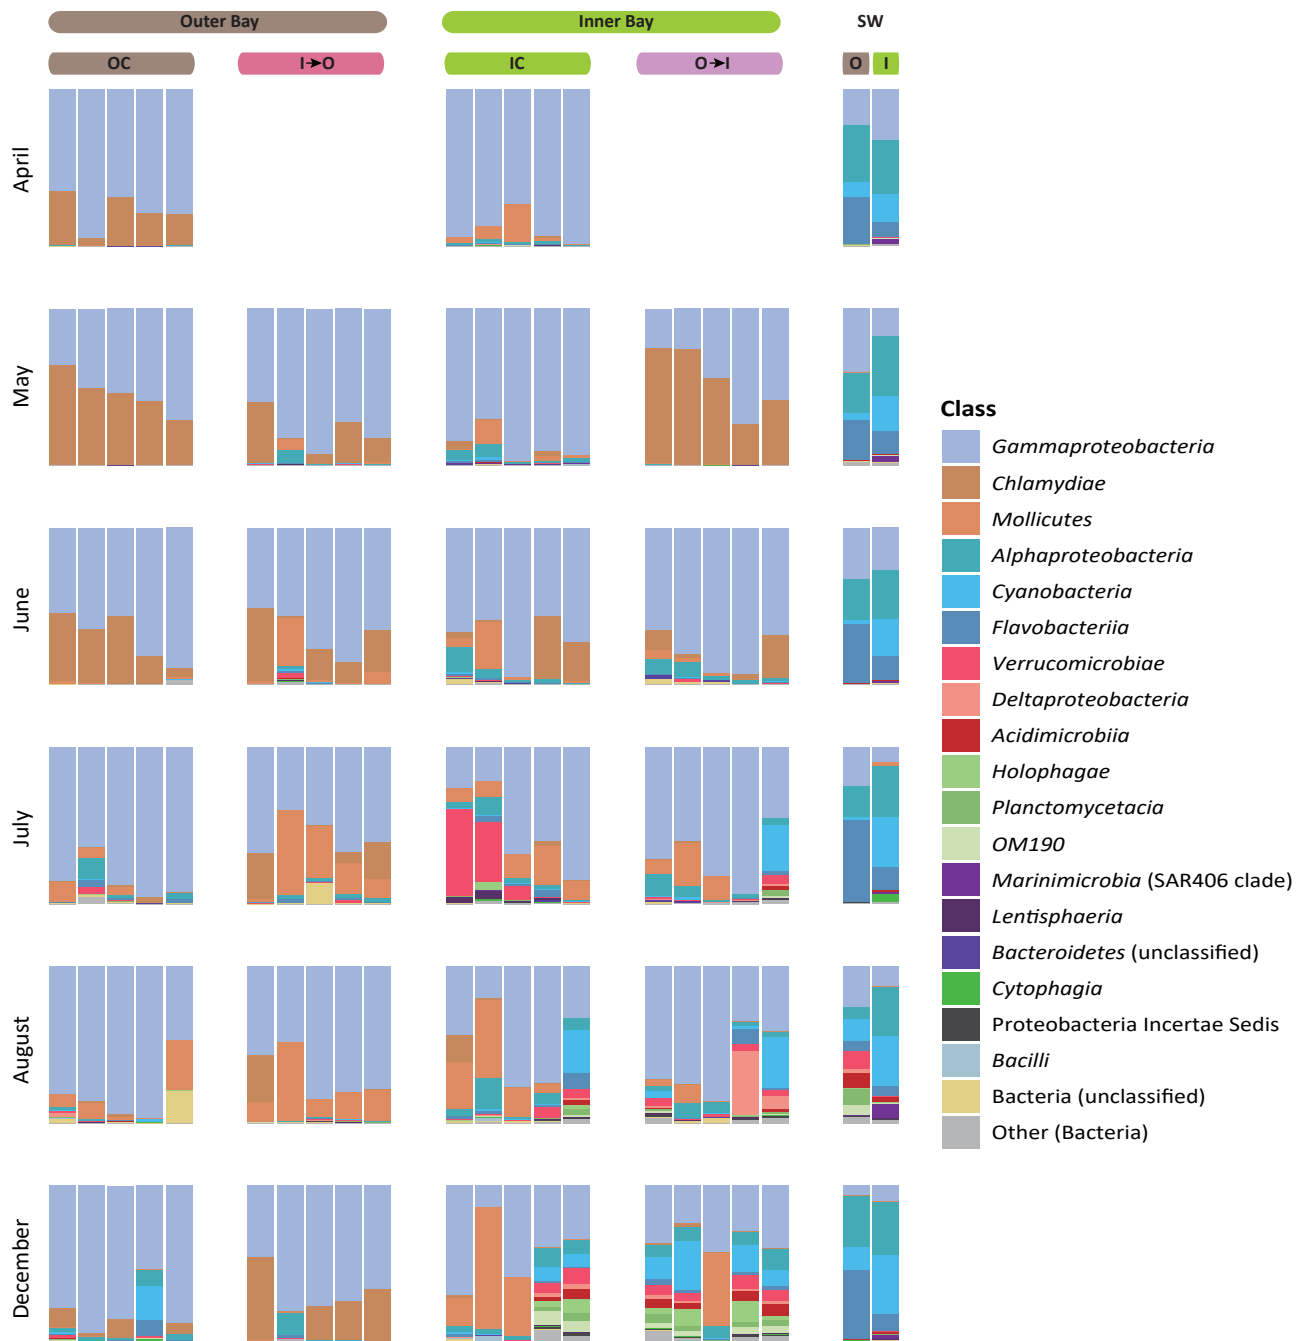 Outer Bay
Inner Bay
SW
OC
I→O
IC
O→I
O
I
April
May
June
July
August
December
Class
Gammaproteobacteria
Chlamydiae
Mollicutes
Alphaproteobacteria
Cyanobacteria
Flavobacteriia
Verrucomicrobiae
Deltaproteobacteria
Acidimicrobiia
Holophagae
Planctomycetacia
OM190
Marinimicrobia (SAR406 clade)
Lentisphaeria
Bacteroidetes (unclassified)
Cytophagia
Proteobacteria Incertae Sedis
Bacilli
Bacteria (unclassified)
Other (Bacteria)